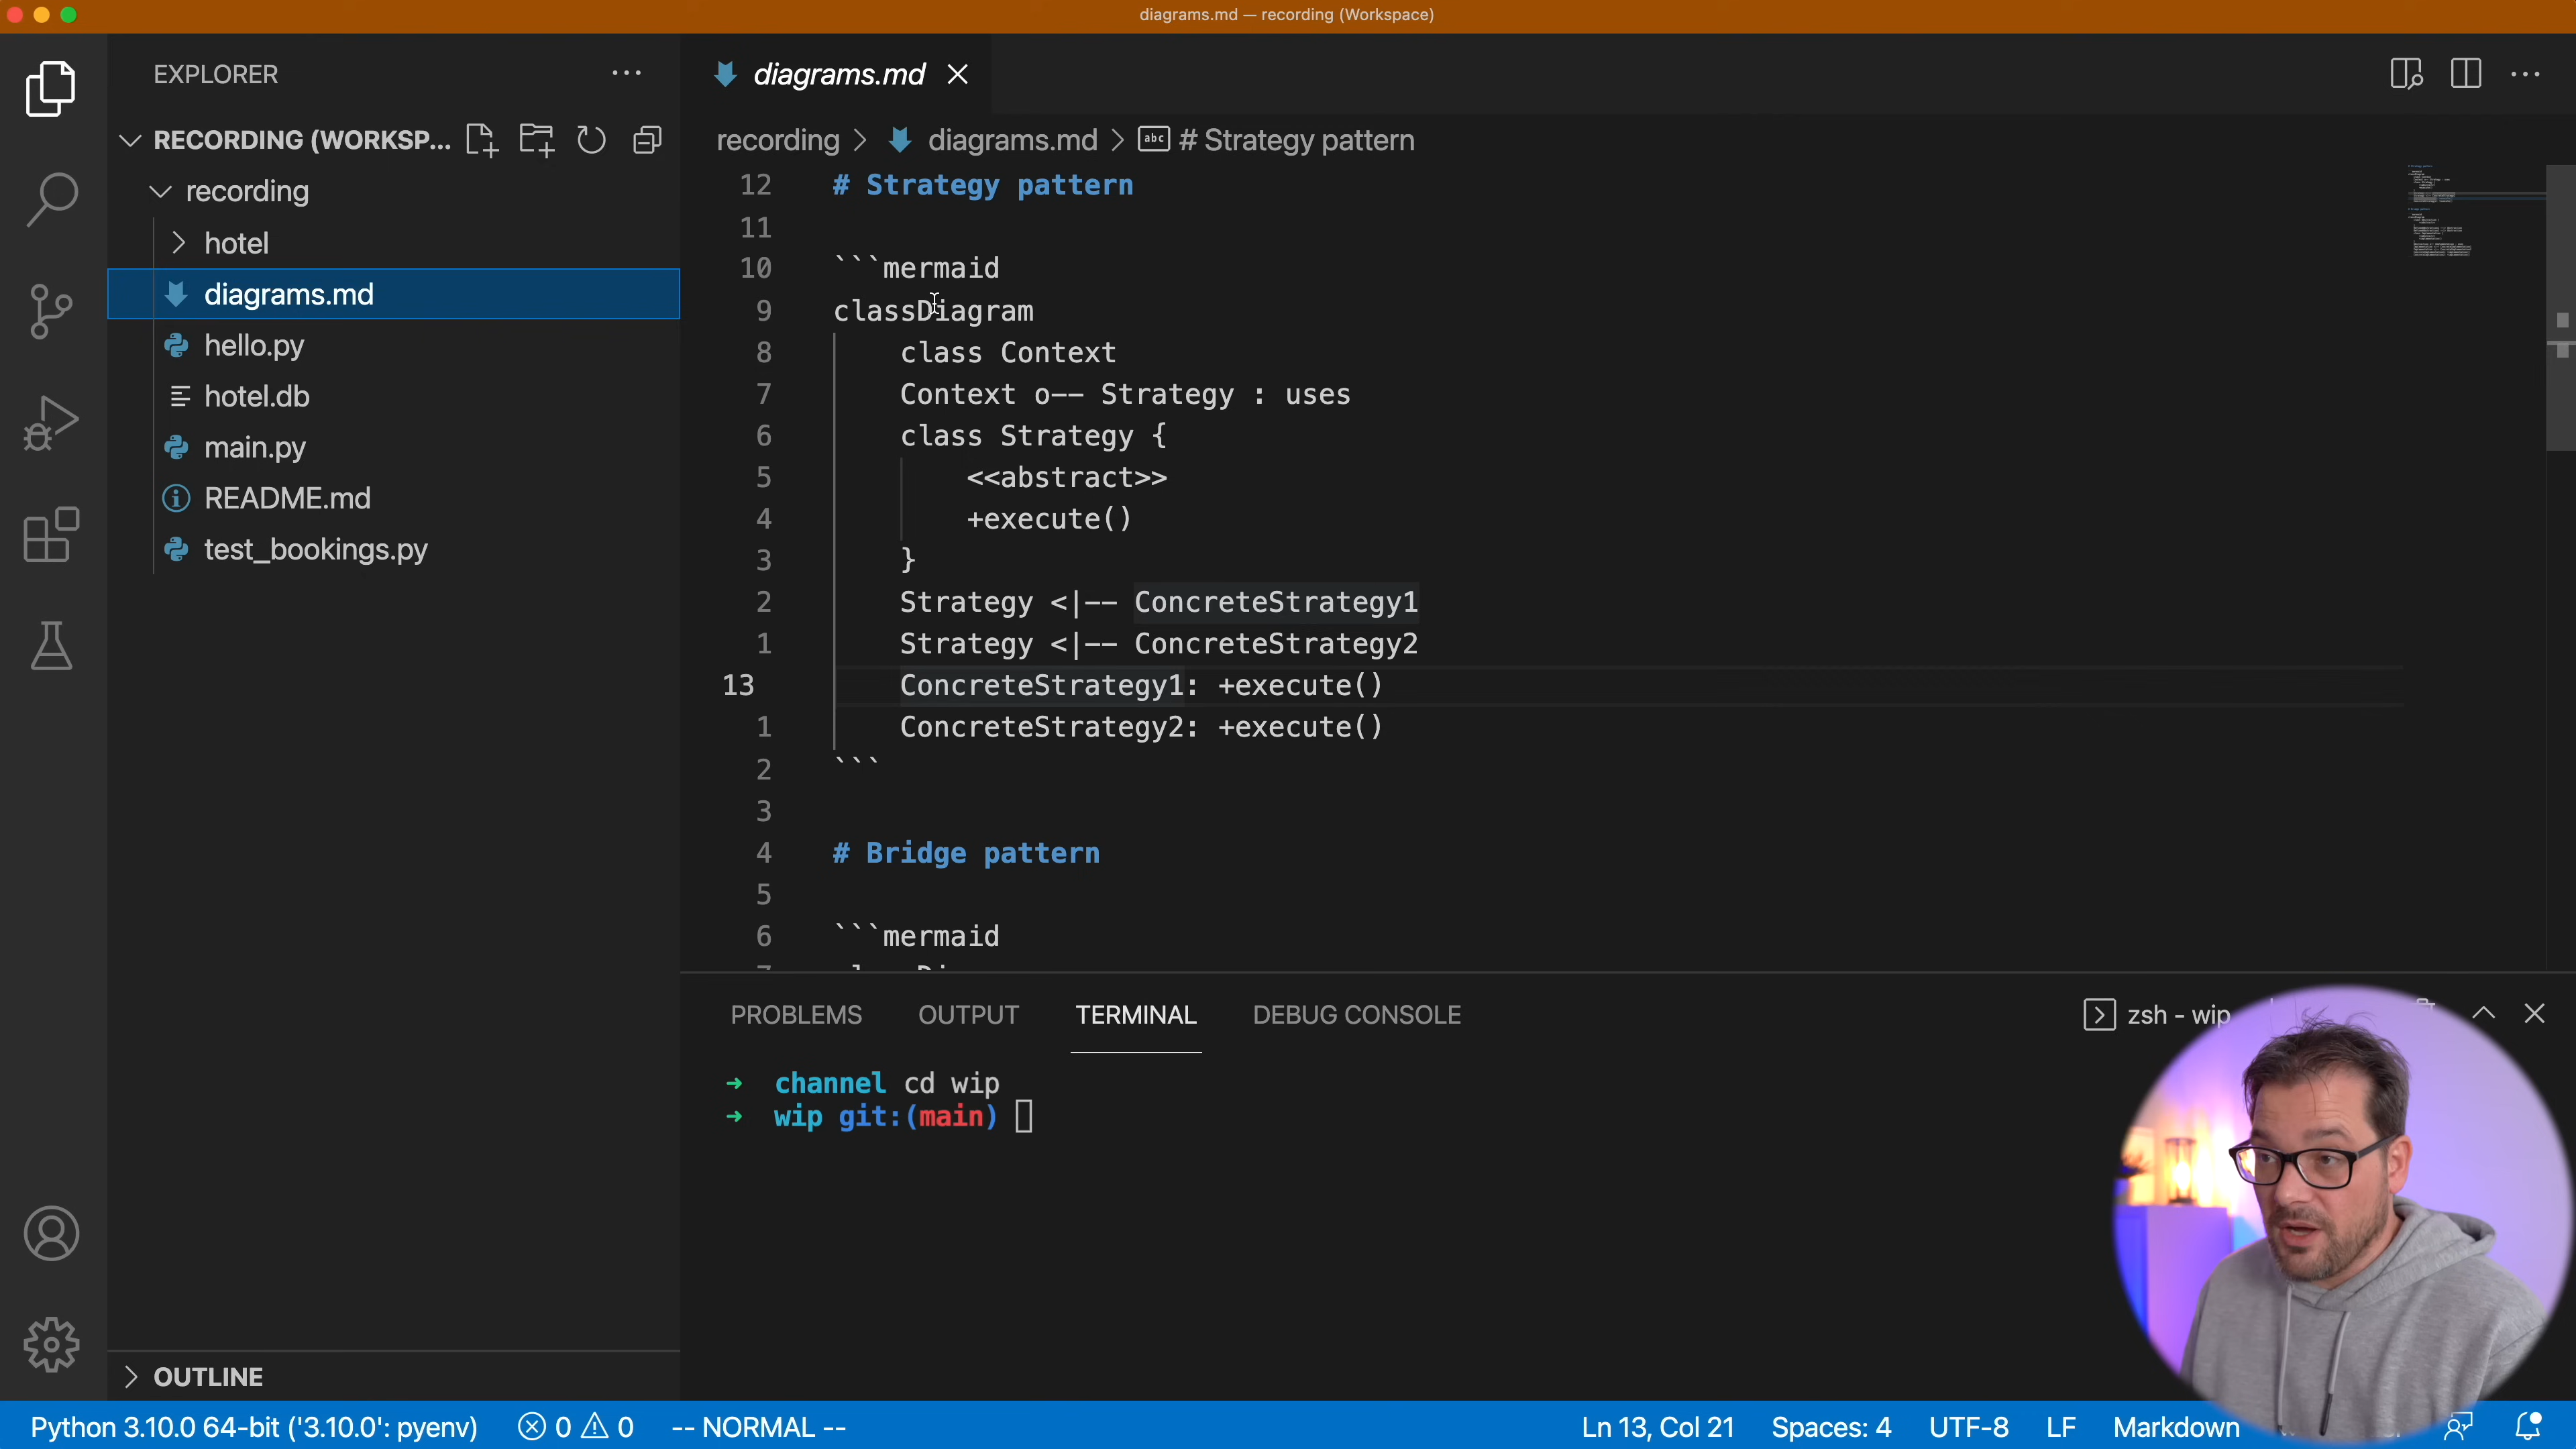 diagrams.md — recording (Workspace)
EXPLORER
RECORDING (WORKSP...
recording
hotel
diagrams.md
hello.py
hotel.db
main.py
README.md
test_bookings.py
OUTLINE
diagrams.md
recording > diagrams.md > abc # Strategy pattern
12 # Strategy pattern
11
10 ```mermaid
9 classDiagram
8 class Context
7 Context o-- Strategy : uses
6 class Strategy {
5 <<abstract>>
4 +execute()
3 }
2 Strategy <|-- ConcreteStrategy1
1 Strategy <|-- ConcreteStrategy2
13 ConcreteStrategy1: +execute()
1 ConcreteStrategy2: +execute()
2 ```
3
4 # Bridge pattern
5
6 ```mermaid
PROBLEMS OUTPUT TERMINAL DEBUG CONSOLE
zsh - wip
➜ channel cd wip
➜ wip git:(main)
Python 3.10.0 64-bit ('3.10.0': pyenv) 0 0 -- NORMAL -- Ln 13, Col 21 Spaces: 4 UTF-8 LF Markdown